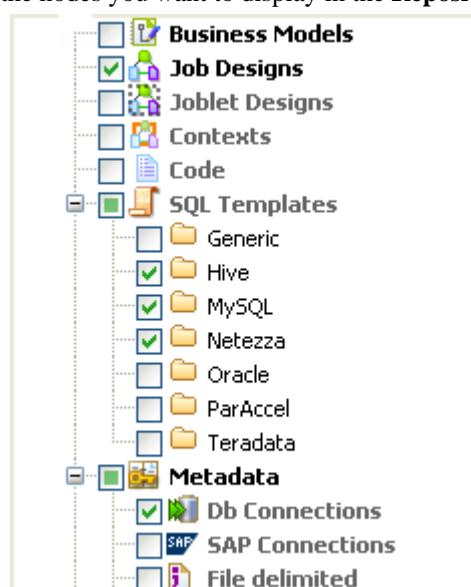 the nodes you want to display in the Reposi
Business Models
Job Designs
Joblet Designs
Contexts
Code
SQL Templates
Generic
Hive
MySQL
Netezza
Oracle
ParAccel
Teradata
Metadata
Db Connections
SAP SAP Connections
File delimited